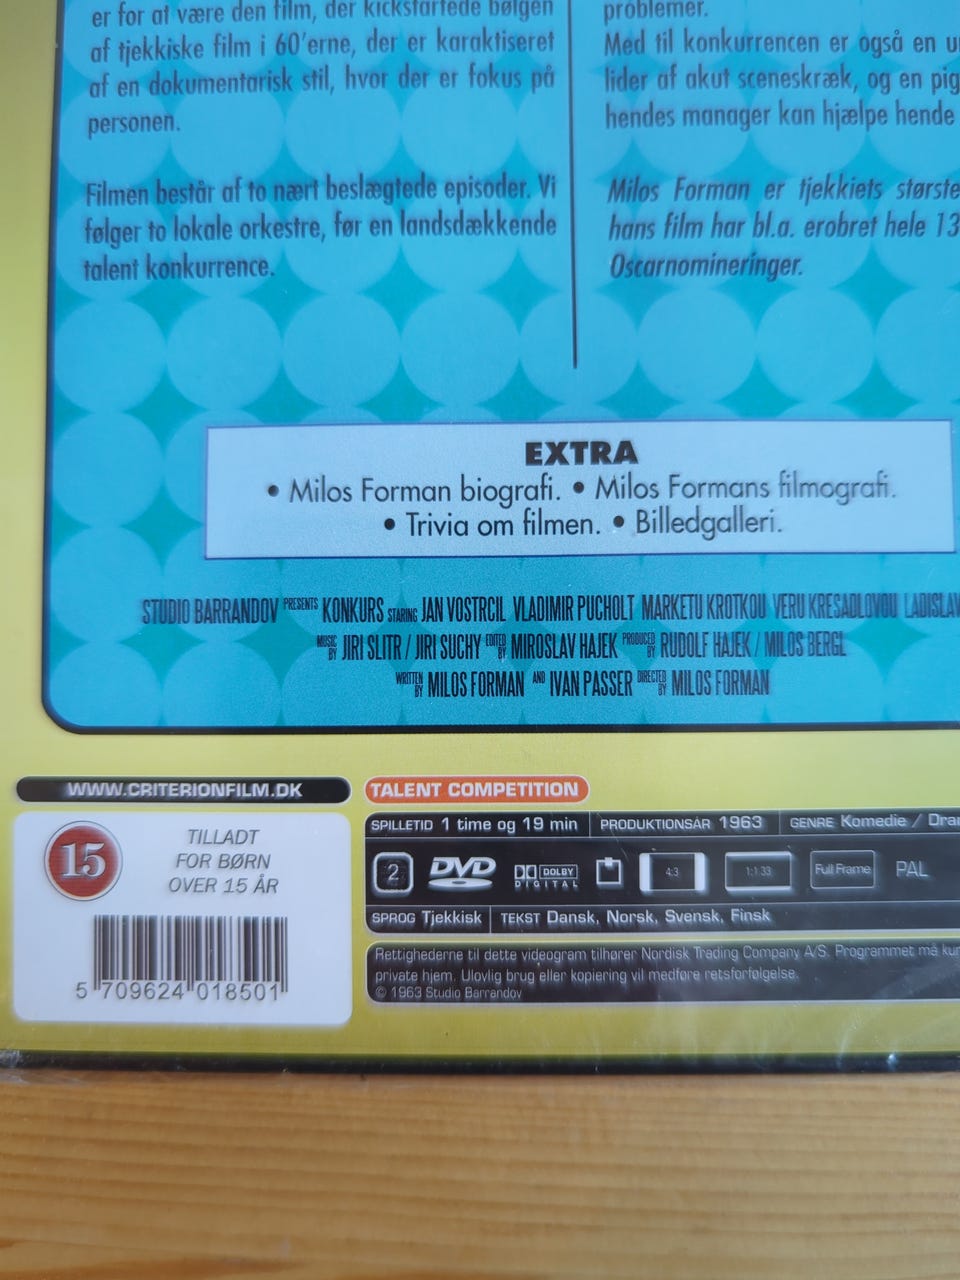 er for at være den film, der kickstartede bølgen
af tjekkiske film i 60'erne, der er karaktiseret
af en dokumentarisk stil, hvor der er fokus på
personen.
Filmen består af to nært beslægtede episoder. Vi
følger to lokale orkestre, før en landsdækkende
talent konkurrence.
problemer.
Med til konkurrencen er også en
lider af akut sceneskræk, og en
hendes manager kan hjælpe hende
Milos Forman er tjekkiets største
hans film har bl.a. erobret hele 13
Oscarnomineringer.
EXTRA
• Milos Forman biografi. • Milos Formans filmografi.
• Trivia om filmen. • Billedgalleri.
STUDIO BARRANDOV PRESENTS KONKURS STARING JAN VOSTRCIL VLADIMIR PUCHOLT MARKETU KROTKOU VERU KRESADLOVOU LADISLAV
MUSIC BY JIRI SLITR / JIRI SUCHY EDITED BY MIROSLAV HAJEK PRODUCED BY RUDOLF HAJEK / MILOS BERGL
WRITTEN BY MILOS FORMAN AND IVAN PASSER DIRECTED BY MILOS FORMAN
WWW.CRITERIONFILM.DK
15
TILLADT
FOR BØRN
OVER 15 ÅR
5 709624 018501
TALENT COMPETITION
SPILLETID 1 time og 19 min PRODUKTIONSÅR 1963 GENRE Komedie /
2 DVD DOLBY DIGITAL 4:3 1:1.33 Full Frame PAL
SPROG Tjekkisk TEKST Dansk, Norsk, Svensk, Finsk
Rettighederne til dette videogram tilhører Nordisk Trading Company A/S. Programmet må
private hjem. Ulovlig brug eller kopiering vil medføre retsforfølgelse.
© 1963 Studio Barrandov